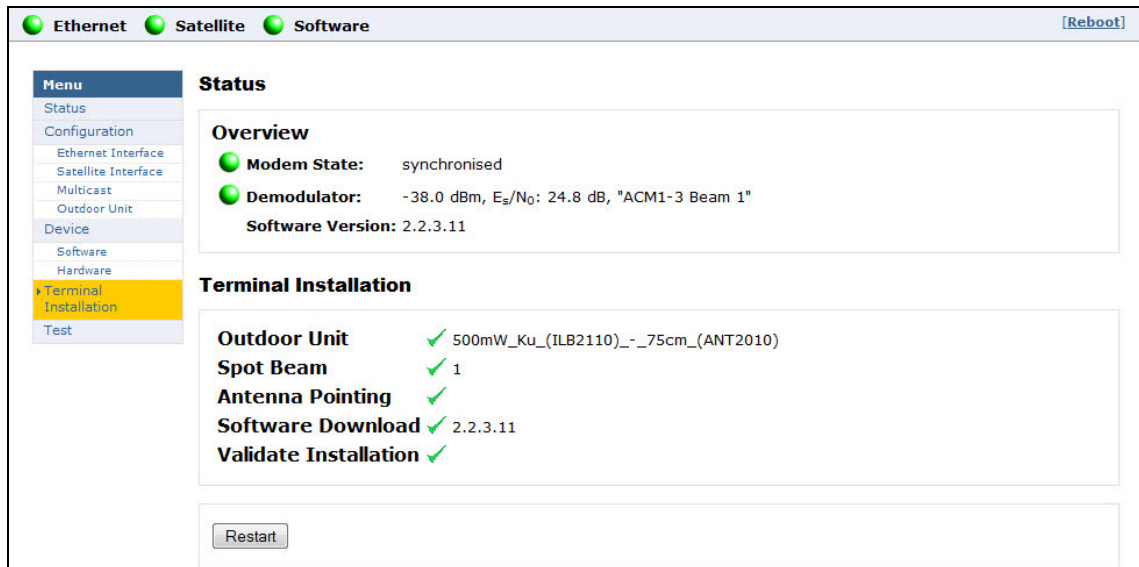 Ethernet Satellite Software [Reboot]
Menu
Status
Configuration
Ethernet Interface
Satellite Interface
Multicast
Outdoor Unit
Device
Software
Hardware
Terminal
Installation
Test
Status
Overview
Modem State: synchronised
Demodulator: -38.0 dBm, Es/N0: 24.8 dB, "ACM1-3 Beam 1"
Software Version: 2.2.3.11
Terminal Installation
Outdoor Unit ✓ 500mW_Ku_(ILB2110)_-_75cm_(ANT2010)
Spot Beam ✓ 1
Antenna Pointing ✓
Software Download ✓ 2.2.3.11
Validate Installation ✓
Restart